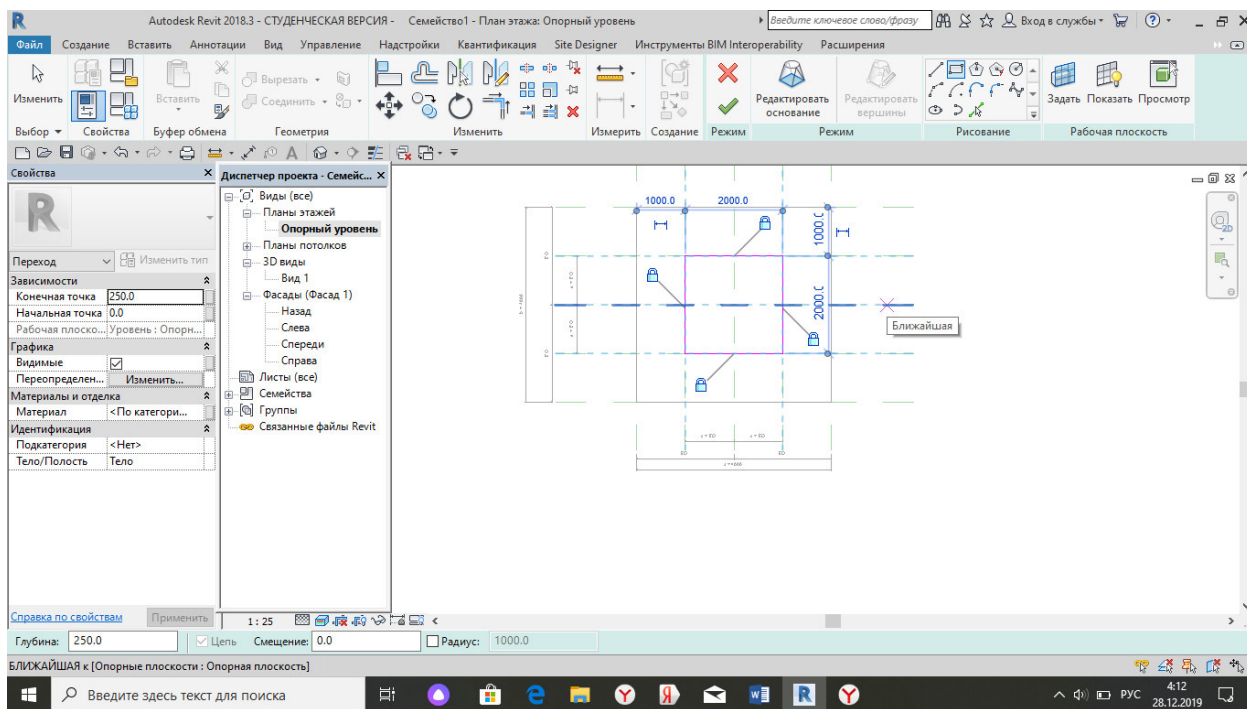 Autodesk Revit 2018.3 - СТУДЕНЧЕСКАЯ ВЕРСИЯ - Семейство1 - План этажа: Опорный уровень
Введите ключевое слово/фразу
Вход в службы
Файл Создание Вставить Аннотации Вид Управление Надстройки Квантификация Site Designer Инструменты BIM Interoperability Расширения
Изменить Вставить Вырезать
Соединить
Редактировать основание Редактировать вершины
Задать Показать Просмотр
Выбор Свойства Буфер обмена Геометрия Изменить Измерить Создание Режим Режим Рисование Рабочая плоскость
Свойства
R
Переход Изменить тип
Зависимости
Конечная точка 250.0
Начальная точка 0.0
Рабочая плоско... Уровень : Опорн...
Графика
Видимые
Переопределен... Изменить...
Материалы и отделка
Материал <По категори...
Идентификация
Подкатегория <Нет>
Тело/Полость Тело
Справка по свойствам Применить
Диспетчер проекта - Семейс...
Виды (все)
Планы этажей
Опорный уровень
Планы потолков
3D виды
Вид 1
Фасады (Фасад 1)
Назад
Слева
Спереди
Справа
Листы (все)
Семейства
Группы
Связанные файлы Revit
1000.0 2000.0
1000.0
2000.0
Ближайшая
2D
1 : 25
Глубина: 250.0 Цепь Смещение: 0.0 Радиус: 1000.0
БЛИЖАЙШАЯ к [Опорные плоскости : Опорная плоскость]
Введите здесь текст для поиска
РУС
4:12
28.12.2019